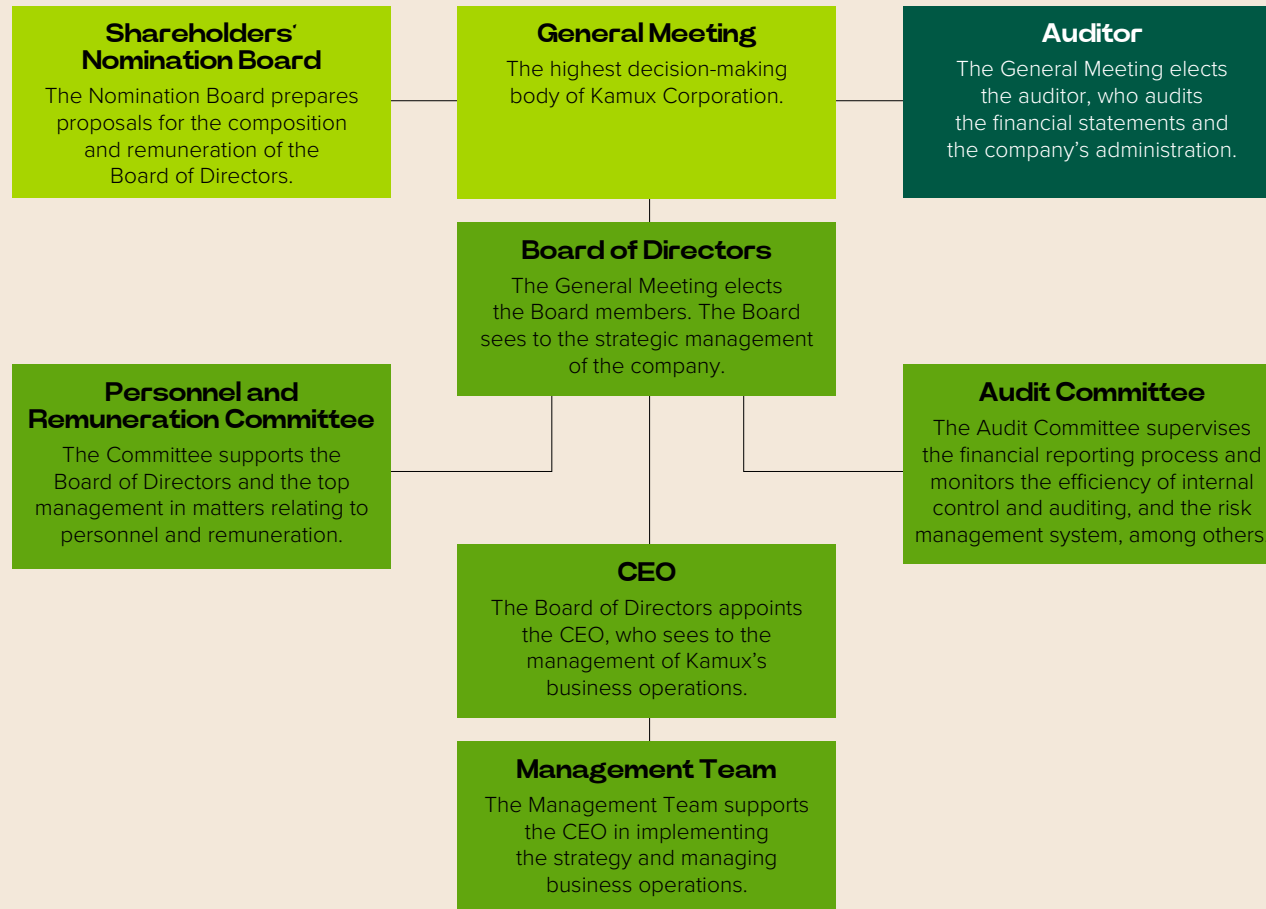 Shareholders'
Nomination Board
The Nomination Board prepares
proposals for the composition
and remuneration of the
Board of Directors.
General Meeting
The highest decision-making
body of Kamux Corporation.
Auditor
The General Meeting elects
the auditor, who audits
the financial statements and
the company's administration.
Board of Directors
The General Meeting elects
the Board members. The Board
sees to the strategic management
of the company.
Personnel and
Remuneration Committee
The Committee supports the
Board of Directors and the top
management in matters relating to
personnel and remuneration.
Audit Committee
The Audit Committee supervises
the financial reporting process and
monitors the efficiency of internal
control and auditing, and the risk
management system, among others
CEO
The Board of Directors appoints
the CEO, who sees to the
management of Kamux's
business operations.
Management Team
The Management Team supports
the CEO in implementing
the strategy and managing
business operations.